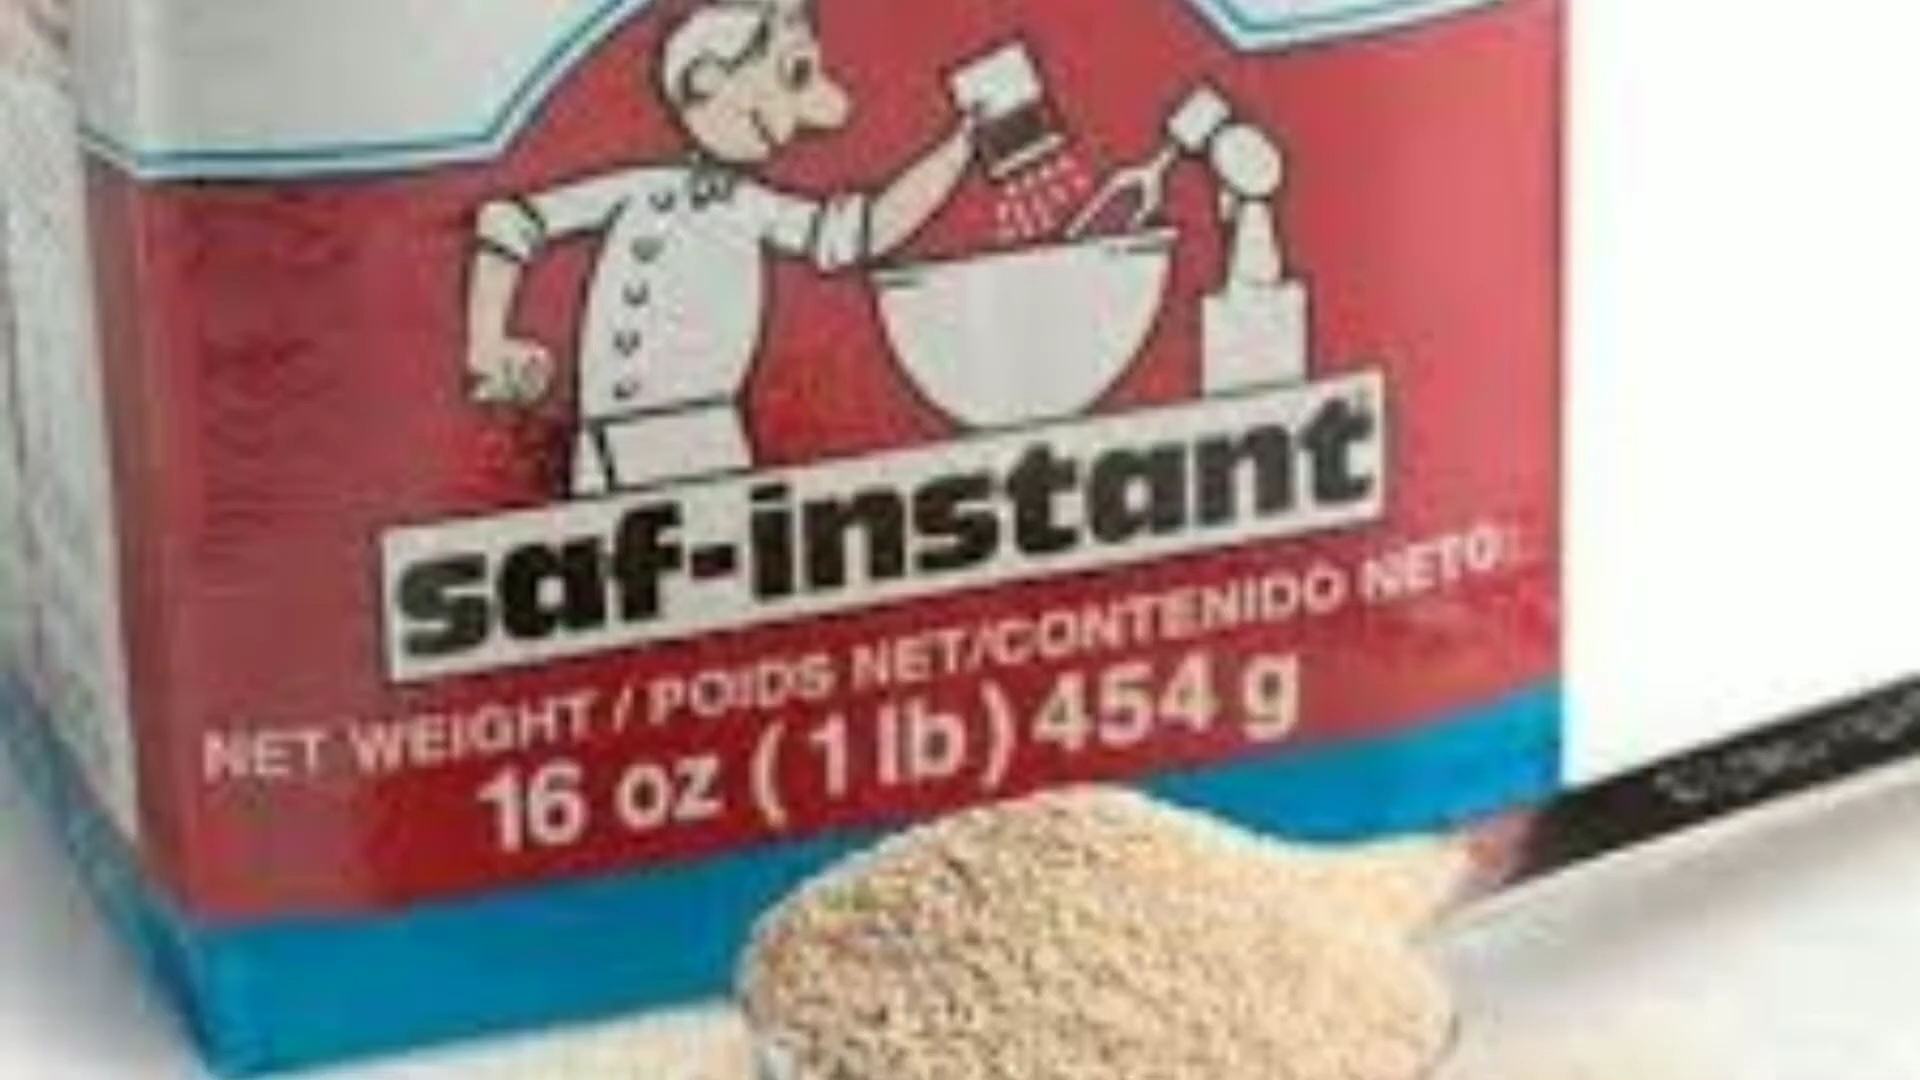 saf-instant
NET WEIGHT / POIDS NET/CONTENIDO NETO:
16 oz (1 lb) 454 g